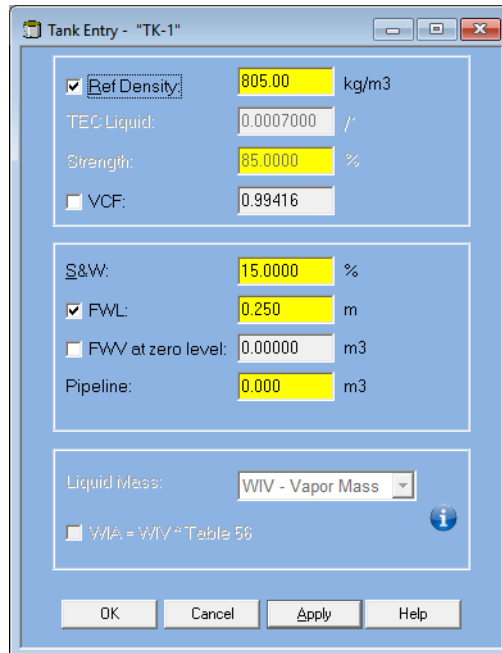 Tank Entry - "TK-1"
Ref Density: 805.00 kg/m3
TEC Liquid: 0.0007000 /°
Strength: 85.0000 %
VCF: 0.99416
S&W: 15.0000 %
FWL: 0.250 m
FWV at zero level: 0.00000 m3
Pipeline: 0.000 m3
Liquid Mass: WIV - Vapor Mass
WIA = WIV * Table 56
OK Cancel Apply Help